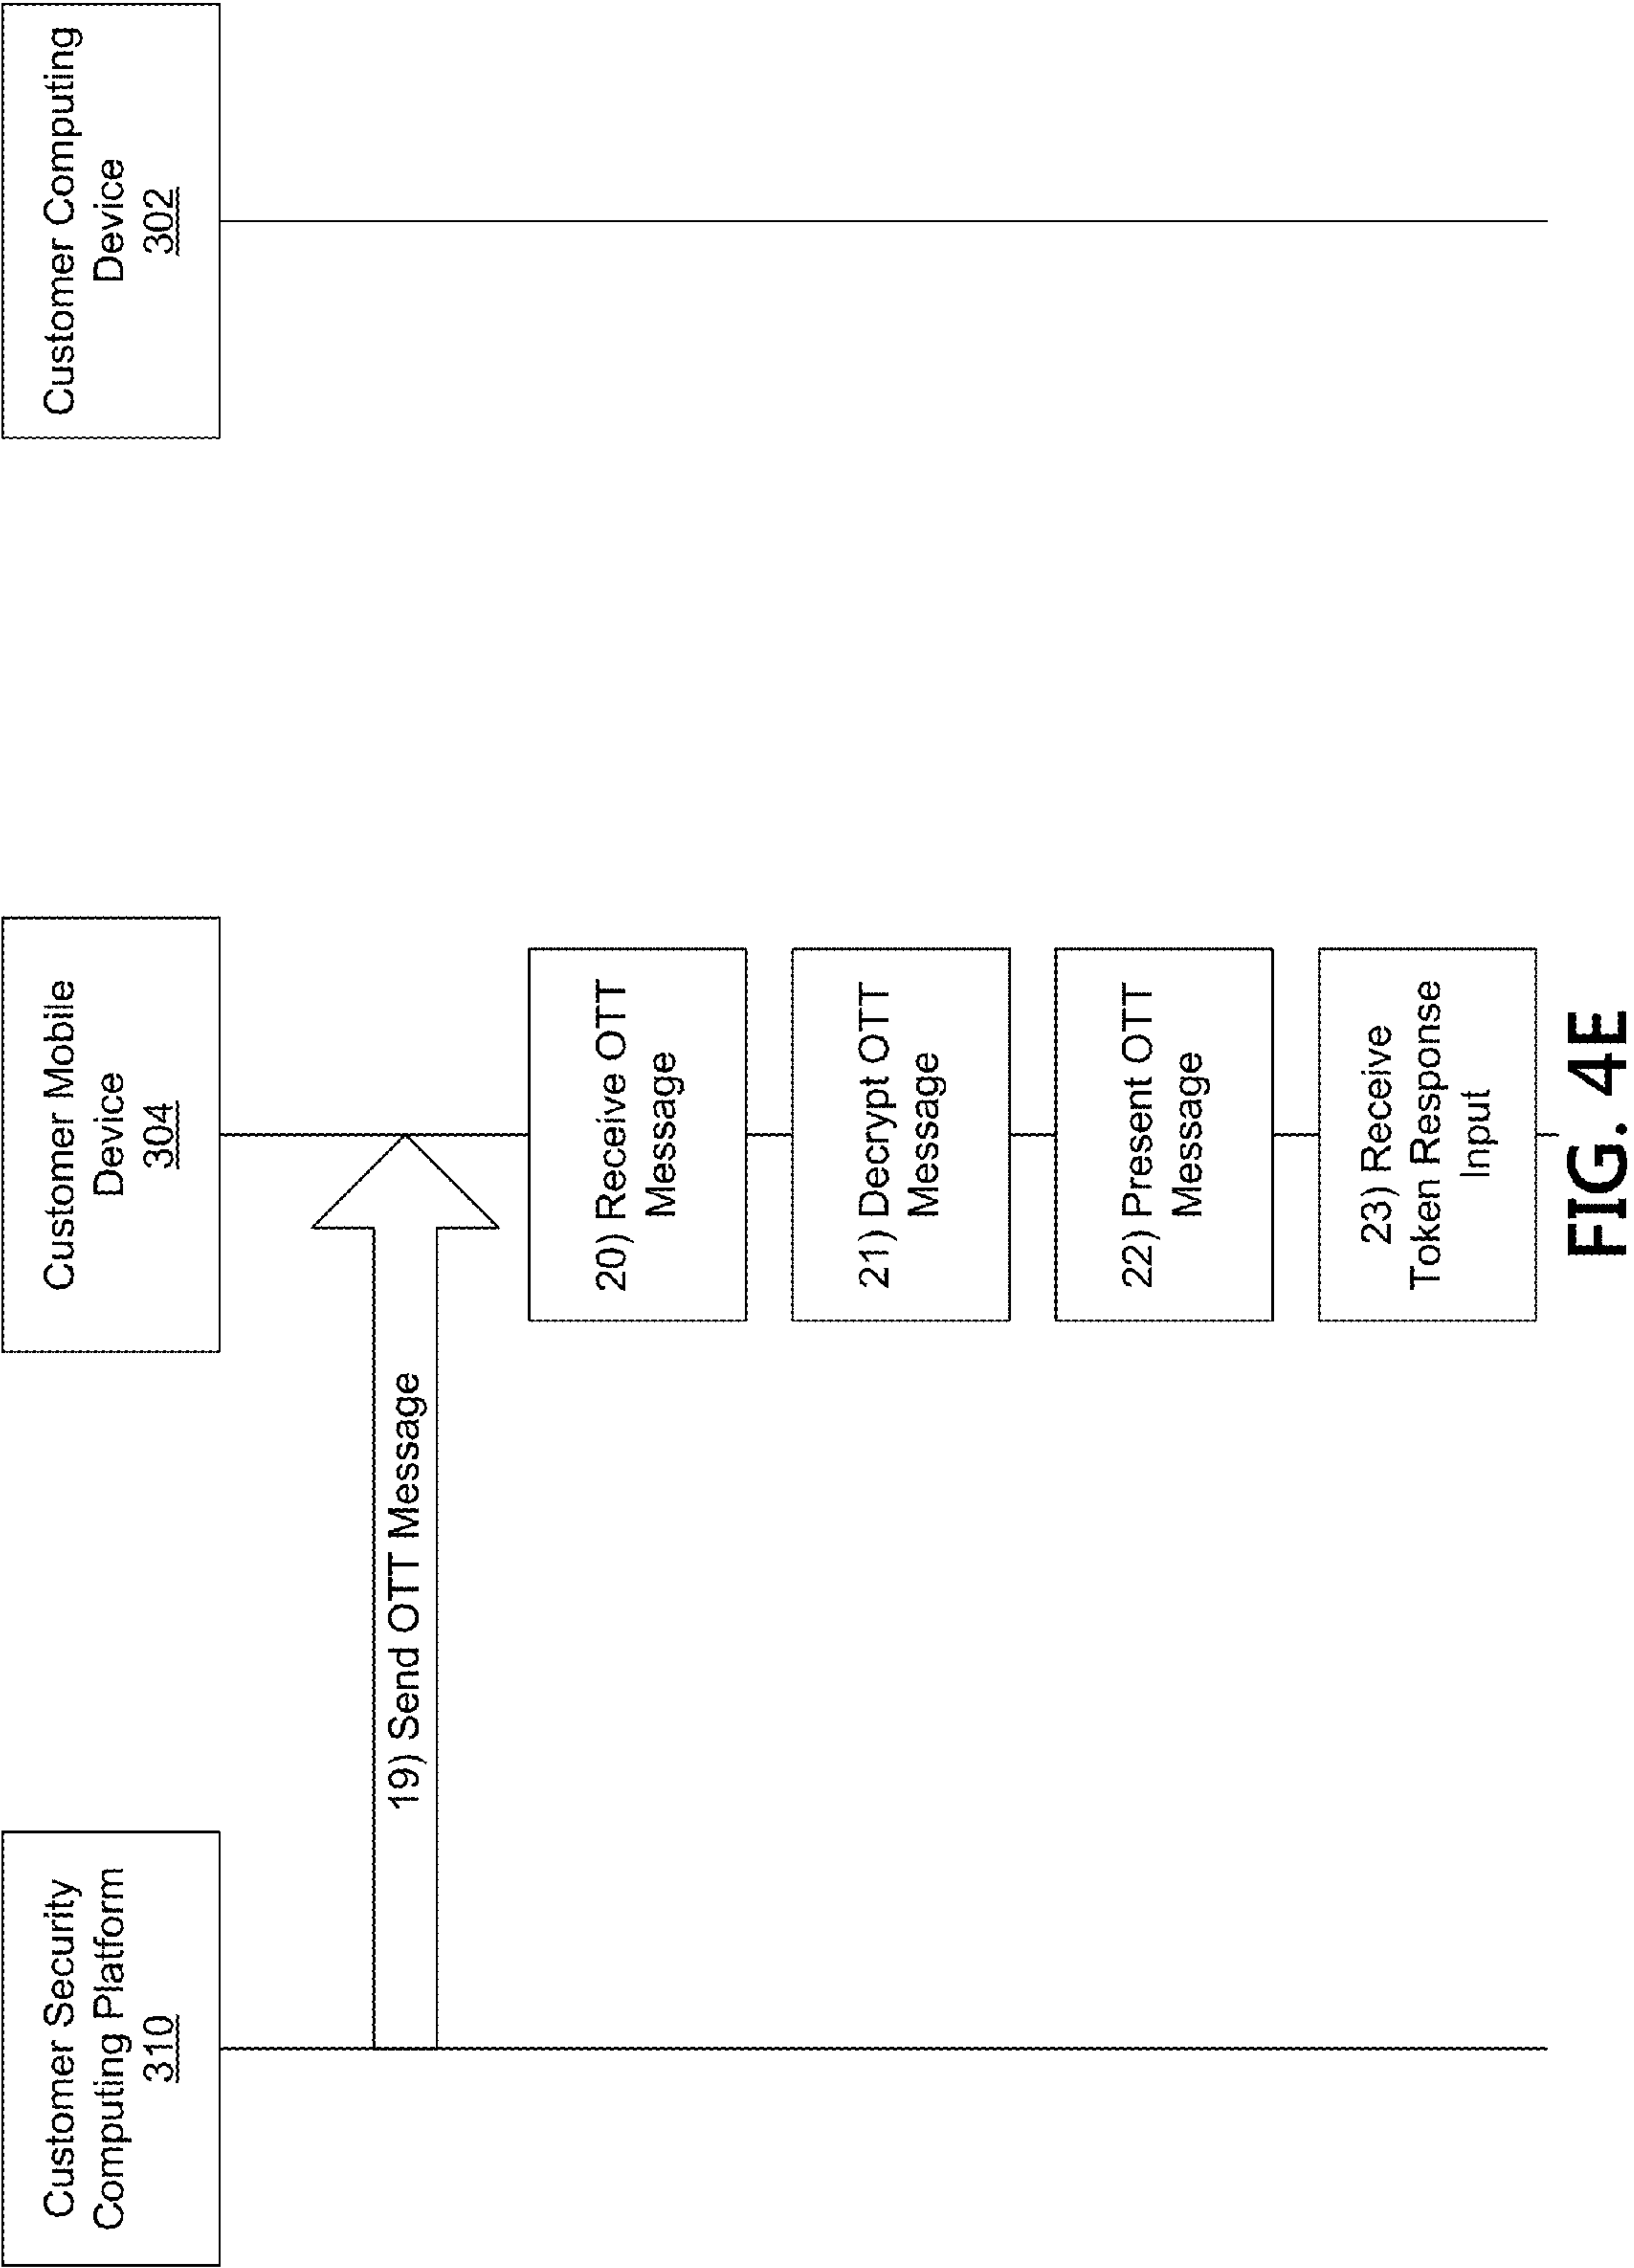 Customer Security
Computing Platform
310
Customer Mobile
Device
304
Customer Computing
Device
302
19) Send OTT Message
20) Receive OTT
Message
21) Decrypt OTT
Message
22) Present OTT
Message
23) Receive
Token Response
Input
FIG. 4E